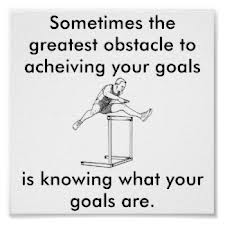 Sometimes the
greatest obstacle to
acheiving your goals
is knowing what your
goals are.